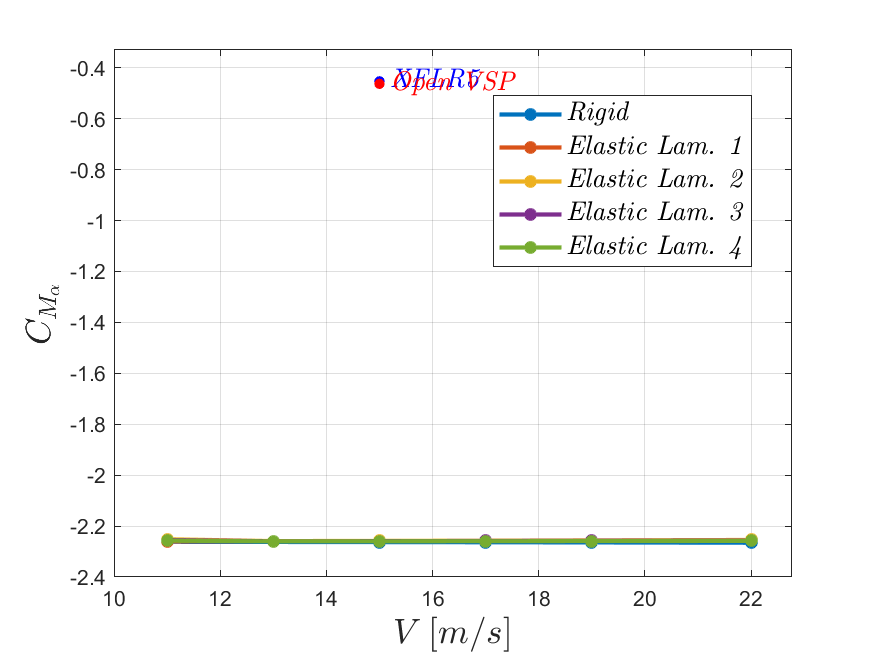 -0.4
-0.6
-0.8
-1
-1.2
-1.4
-1.6
-1.8
-2
-2.2
-2.4
10
12
14
16
18
20
22
V [m/s]
C_{M_α}
XFLR5
Open VSP
Rigid
Elastic Lam. 1
Elastic Lam. 2
Elastic Lam. 3
Elastic Lam. 4